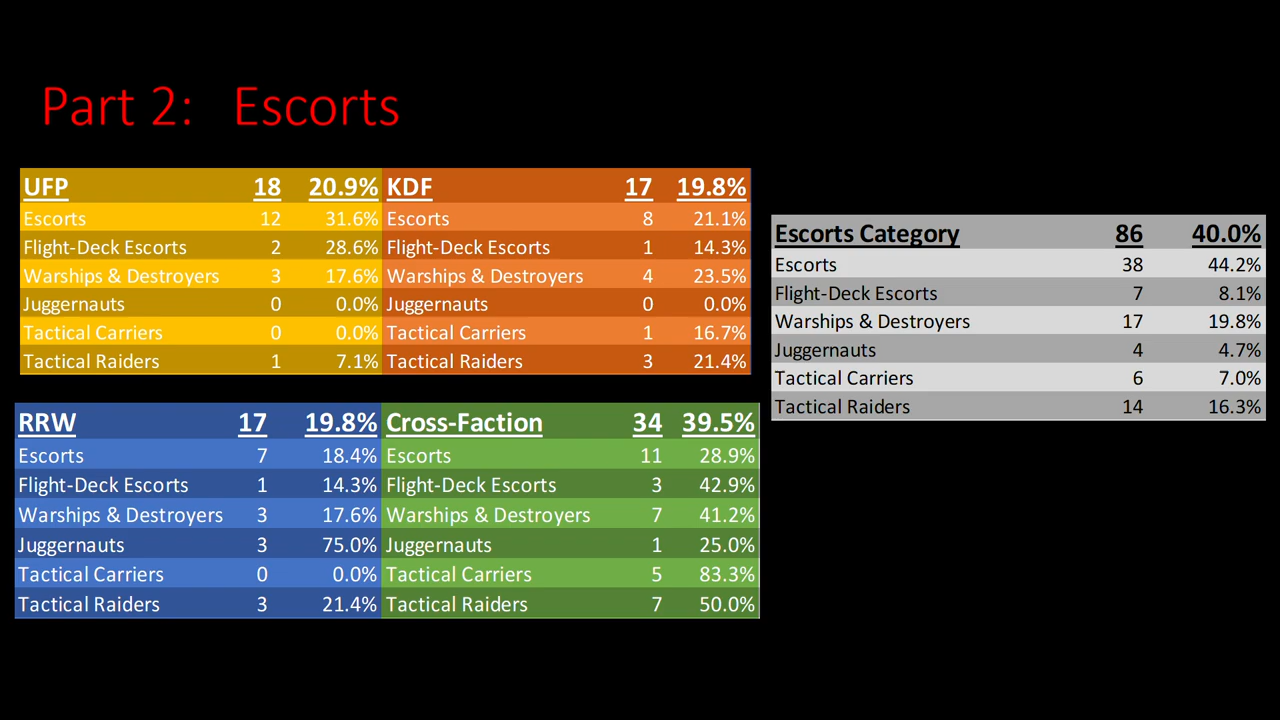 Part 2: Escorts
UFP 18 20.9%
Escorts 12 31.6%
Flight-Deck Escorts 2 28.6%
Warships & Destroyers 3 17.6%
Juggernauts 0 0.0%
Tactical Carriers 0 0.0%
Tactical Raiders 1 7.1%
KDF 17 19.8%
Escorts 8 21.1%
Flight-Deck Escorts 1 14.3%
Warships & Destroyers 4 23.5%
Juggernauts 0 0.0%
Tactical Carriers 1 16.7%
Tactical Raiders 3 21.4%
RRW 17 19.8%
Escorts 7 18.4%
Flight-Deck Escorts 1 14.3%
Warships & Destroyers 3 17.6%
Juggernauts 3 75.0%
Tactical Carriers 0 0.0%
Tactical Raiders 3 21.4%
Cross-Faction 34 39.5%
Escorts 11 28.9%
Flight-Deck Escorts 3 42.9%
Warships & Destroyers 7 41.2%
Juggernauts 1 25.0%
Tactical Carriers 5 83.3%
Tactical Raiders 7 50.0%
Escorts Category 86 40.0%
Escorts 38 44.2%
Flight-Deck Escorts 7 8.1%
Warships & Destroyers 17 19.8%
Juggernauts 4 4.7%
Tactical Carriers 6 7.0%
Tactical Raiders 14 16.3%